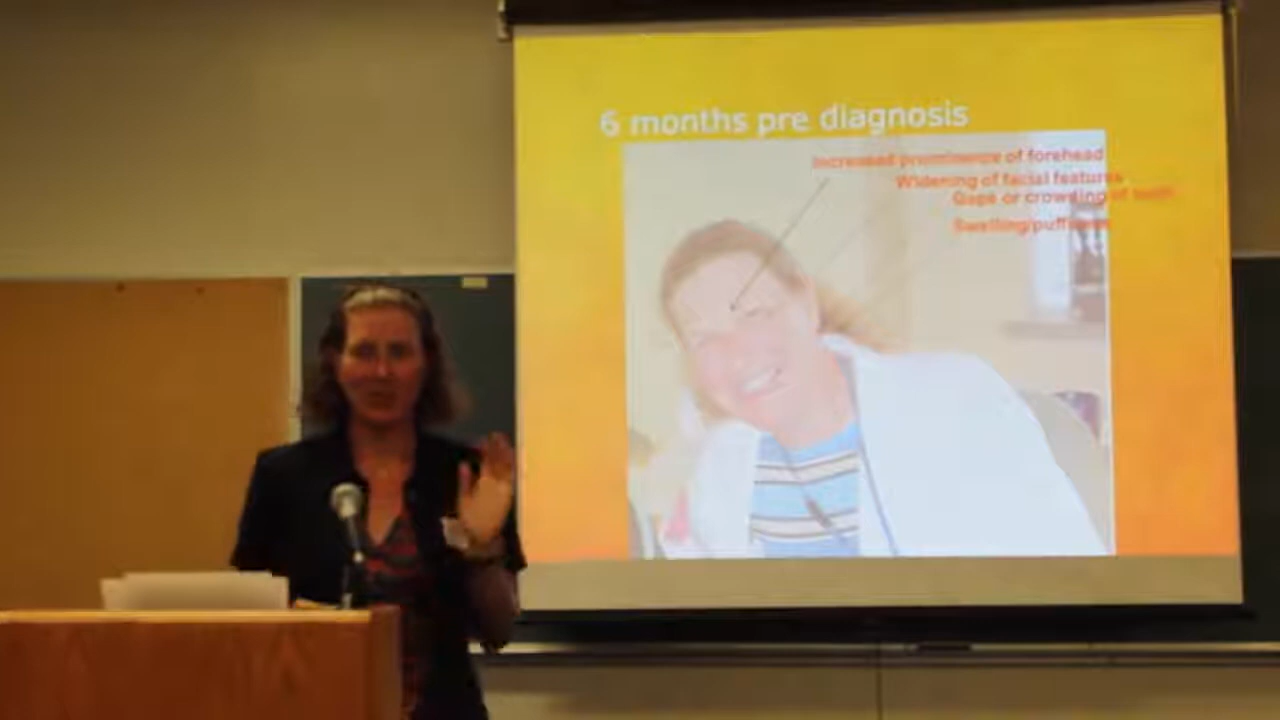 6 months pre diagnosis
Increased prominence of forehead
Widening of facial features
Gaps or crowding of teeth
Swelling/puffiness